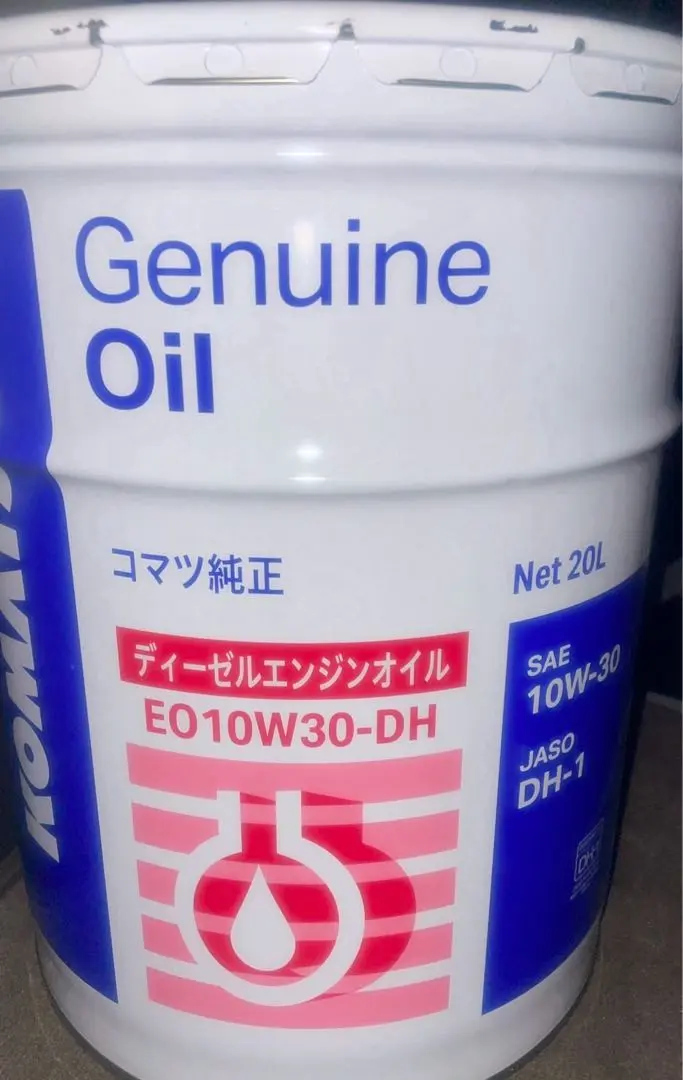 Genuine
Oil
KOMATSU
コマツ純正
Net 20L
ディーゼルエンジンオイル
EO10W30-DH
SAE
10W-30
JASO
DH-1